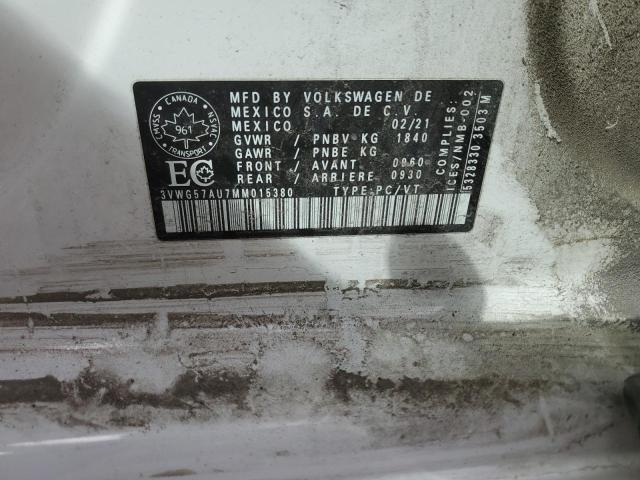 MFD BY VOLKSWAGEN DE
MEXICO S.A. DE C.V.
MEXICO 02/21
GVWR / PNBV KG 1840
GAWR / PNBE KG
FRONT/ AVANT 0960
REAR / ARRIERE 0930
3VWG57AU7MM015380 TYPE-PC/VT
CANADA
961
TRANSPORT
CMVSS
NSVAC
EC
COMPLIES:
ICES/NMB-002
5328330 3503 M